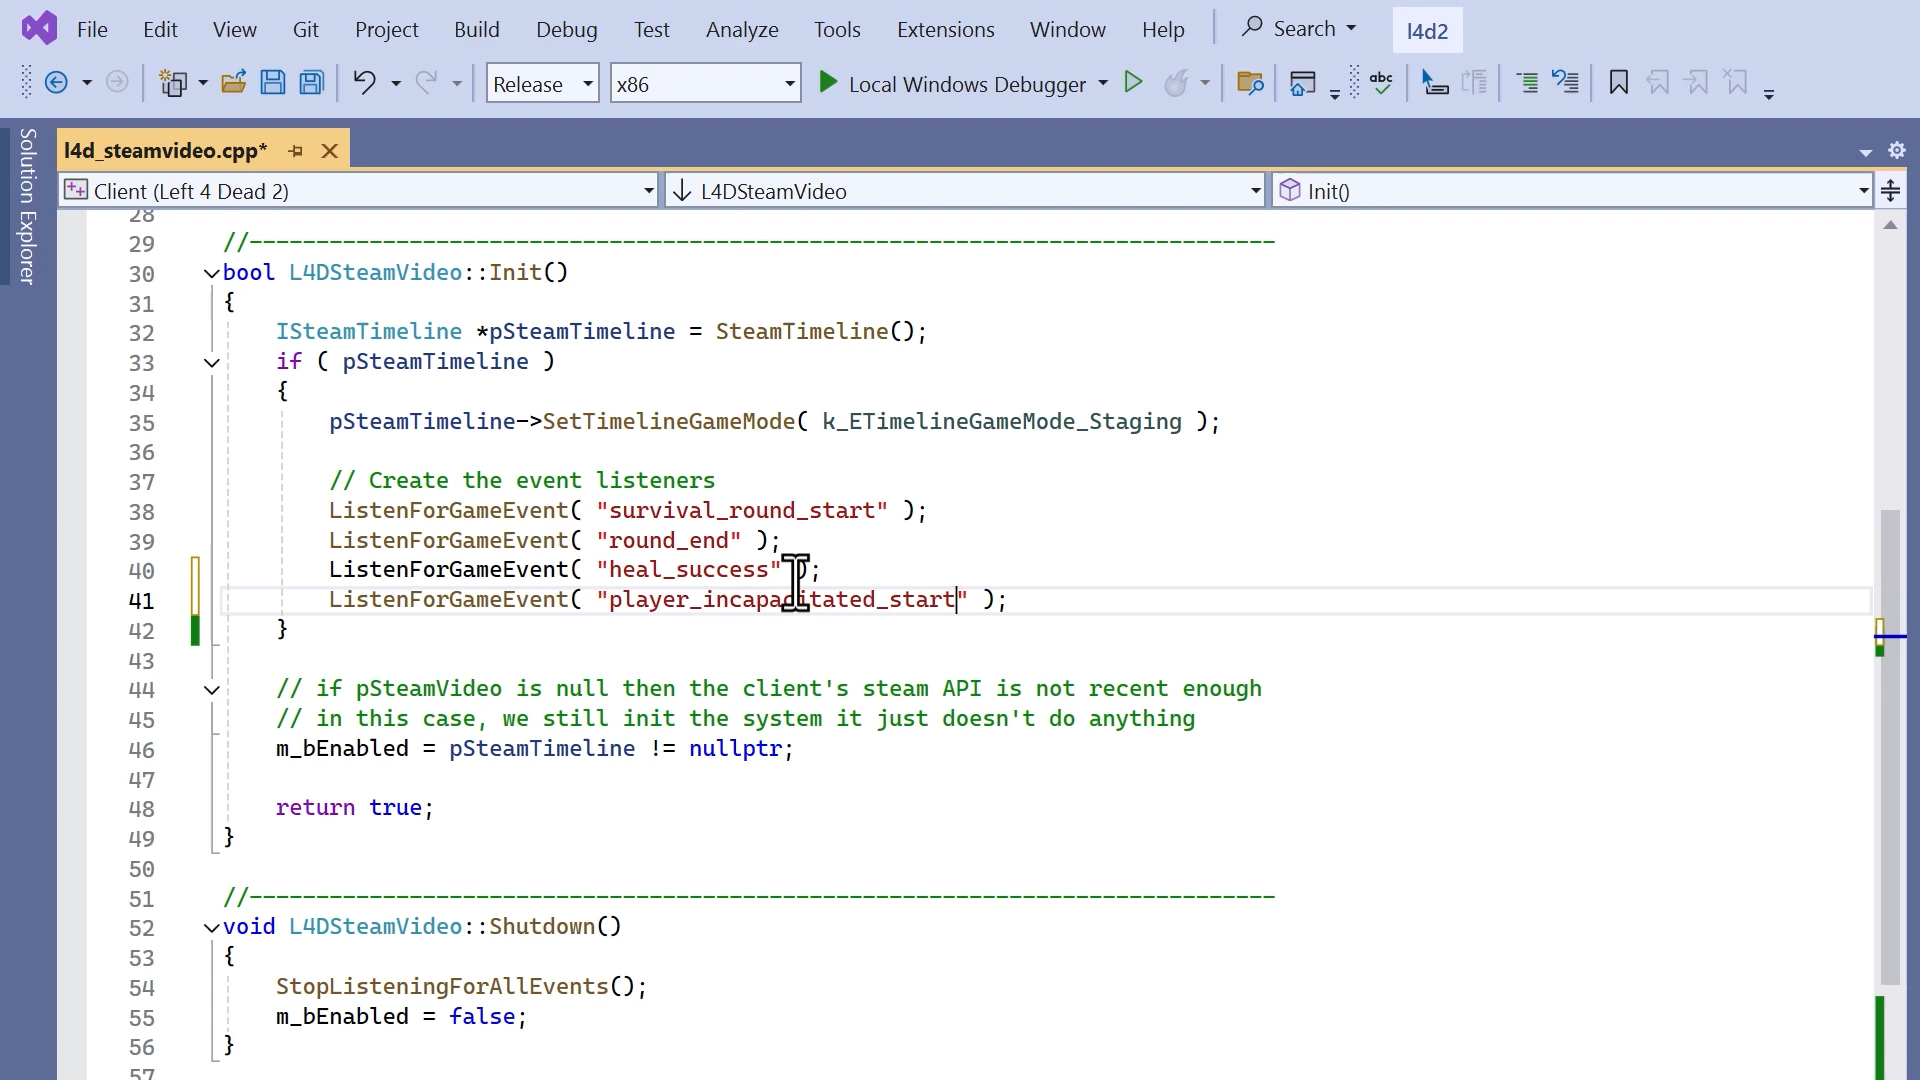 File Edit View Git Project Build Debug Test Analyze Tools Extensions Window Help Search l4d2
Release x86 Local Windows Debugger abc
Solution Explorer
l4d_steamvideo.cpp*
Client (Left 4 Dead 2) L4DSteamVideo Init()
28
29 //-----------------------------------------------------------------------------
30 bool L4DSteamVideo::Init()
31 {
32 ISteamTimeline *pSteamTimeline = SteamTimeline();
33 if ( pSteamTimeline )
34 {
35 pSteamTimeline->SetTimelineGameMode( k_ETimelineGameMode_Staging );
36
37 // Create the event listeners
38 ListenForGameEvent( "survival_round_start" );
39 ListenForGameEvent( "round_end" );
40 ListenForGameEvent( "heal_success" );
41 ListenForGameEvent( "player_incapacitated_start" );
42 }
43
44 // if pSteamVideo is null then the client's steam API is not recent enough
45 // in this case, we still init the system it just doesn't do anything
46 m_bEnabled = pSteamTimeline != nullptr;
47
48 return true;
49 }
50
51 //-----------------------------------------------------------------------------
52 void L4DSteamVideo::Shutdown()
53 {
54 StopListeningForAllEvents();
55 m_bEnabled = false;
56 }
57